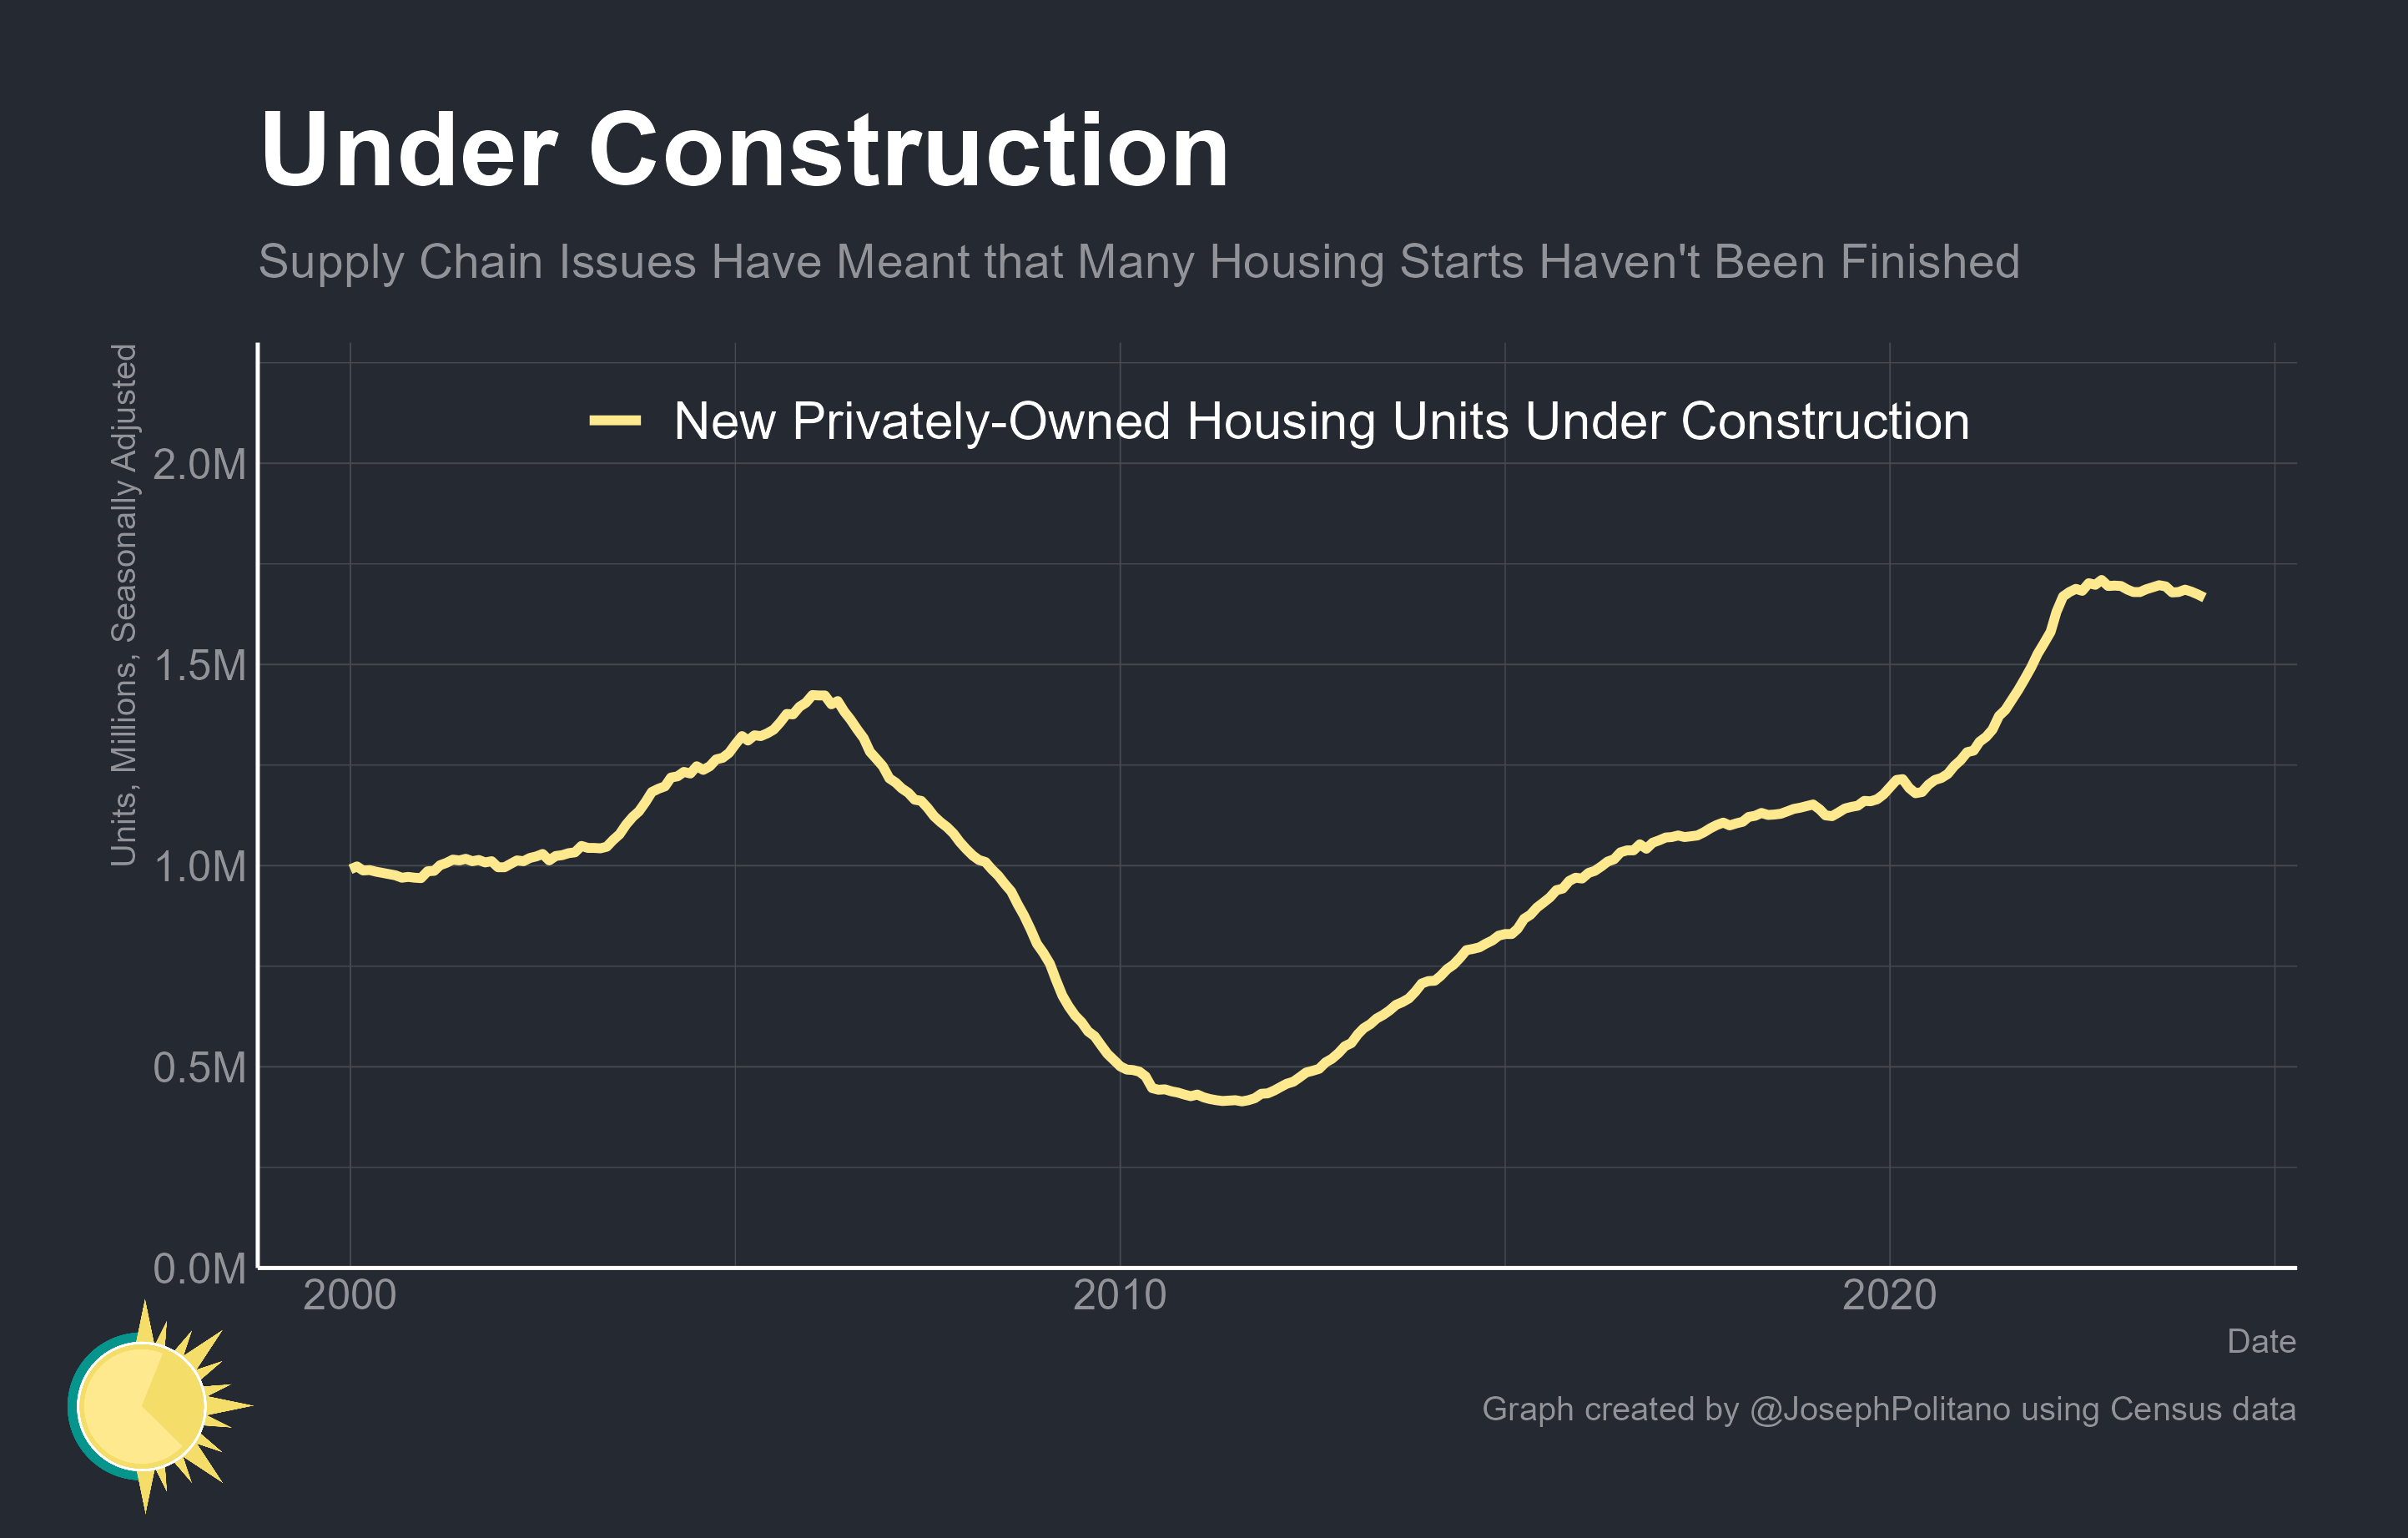 Under Construction
Supply Chain Issues Have Meant that Many Housing Starts Haven't Been Finished
Units, Millions, Seasonally Adjusted
New Privately-Owned Housing Units Under Construction
2.0M
1.5M
1.0M
0.5M
0.0M
2000
2010
2020
Date
Graph created by @JosephPolitano using Census data